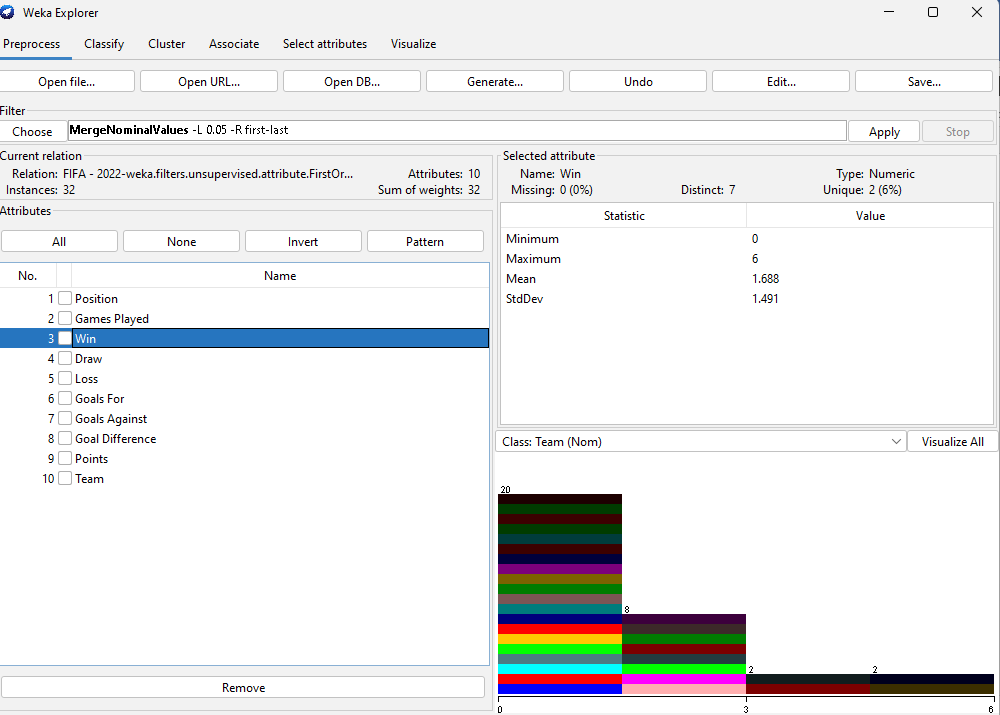 Weka Explorer
Preprocess Classify Cluster Associate Select attributes Visualize
Open file... Open URL... Open DB... Generate... Undo Edit... Save...
Filter
Choose MergeNominalValues -L 0.05 -R first-last Apply Stop
Current relation
Relation: FIFA - 2022-weka.filters.unsupervised.attribute.FirstOr... Attributes: 10
Instances: 32 Sum of weights: 32
Selected attribute
Name: Win Type: Numeric
Missing: 0 (0%) Distinct: 7 Unique: 2 (6%)
Attributes
All None Invert Pattern
No. Name
1 Position
2 Games Played
3 Win
4 Draw
5 Loss
6 Goals For
7 Goals Against
8 Goal Difference
9 Points
10 Team
Remove
Statistic Value
Minimum 0
Maximum 6
Mean 1.688
StdDev 1.491
Class: Team (Nom) Visualize All
20
8
2 2
0 3 6